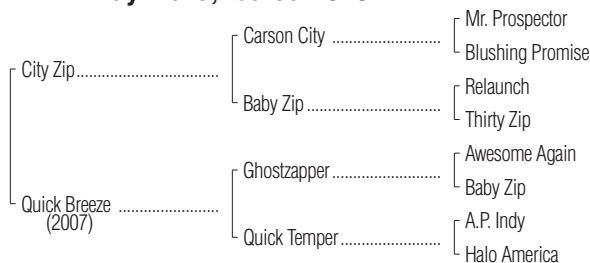 Mr. Prospector
Carson City
Blushing Promise
City Zip
Relaunch
Baby Zip
Thirty Zip
Awesome Again
Ghostzapper
Baby Zip
Quick Breeze
(2007)
A.P. Indy
Quick Temper
Halo America